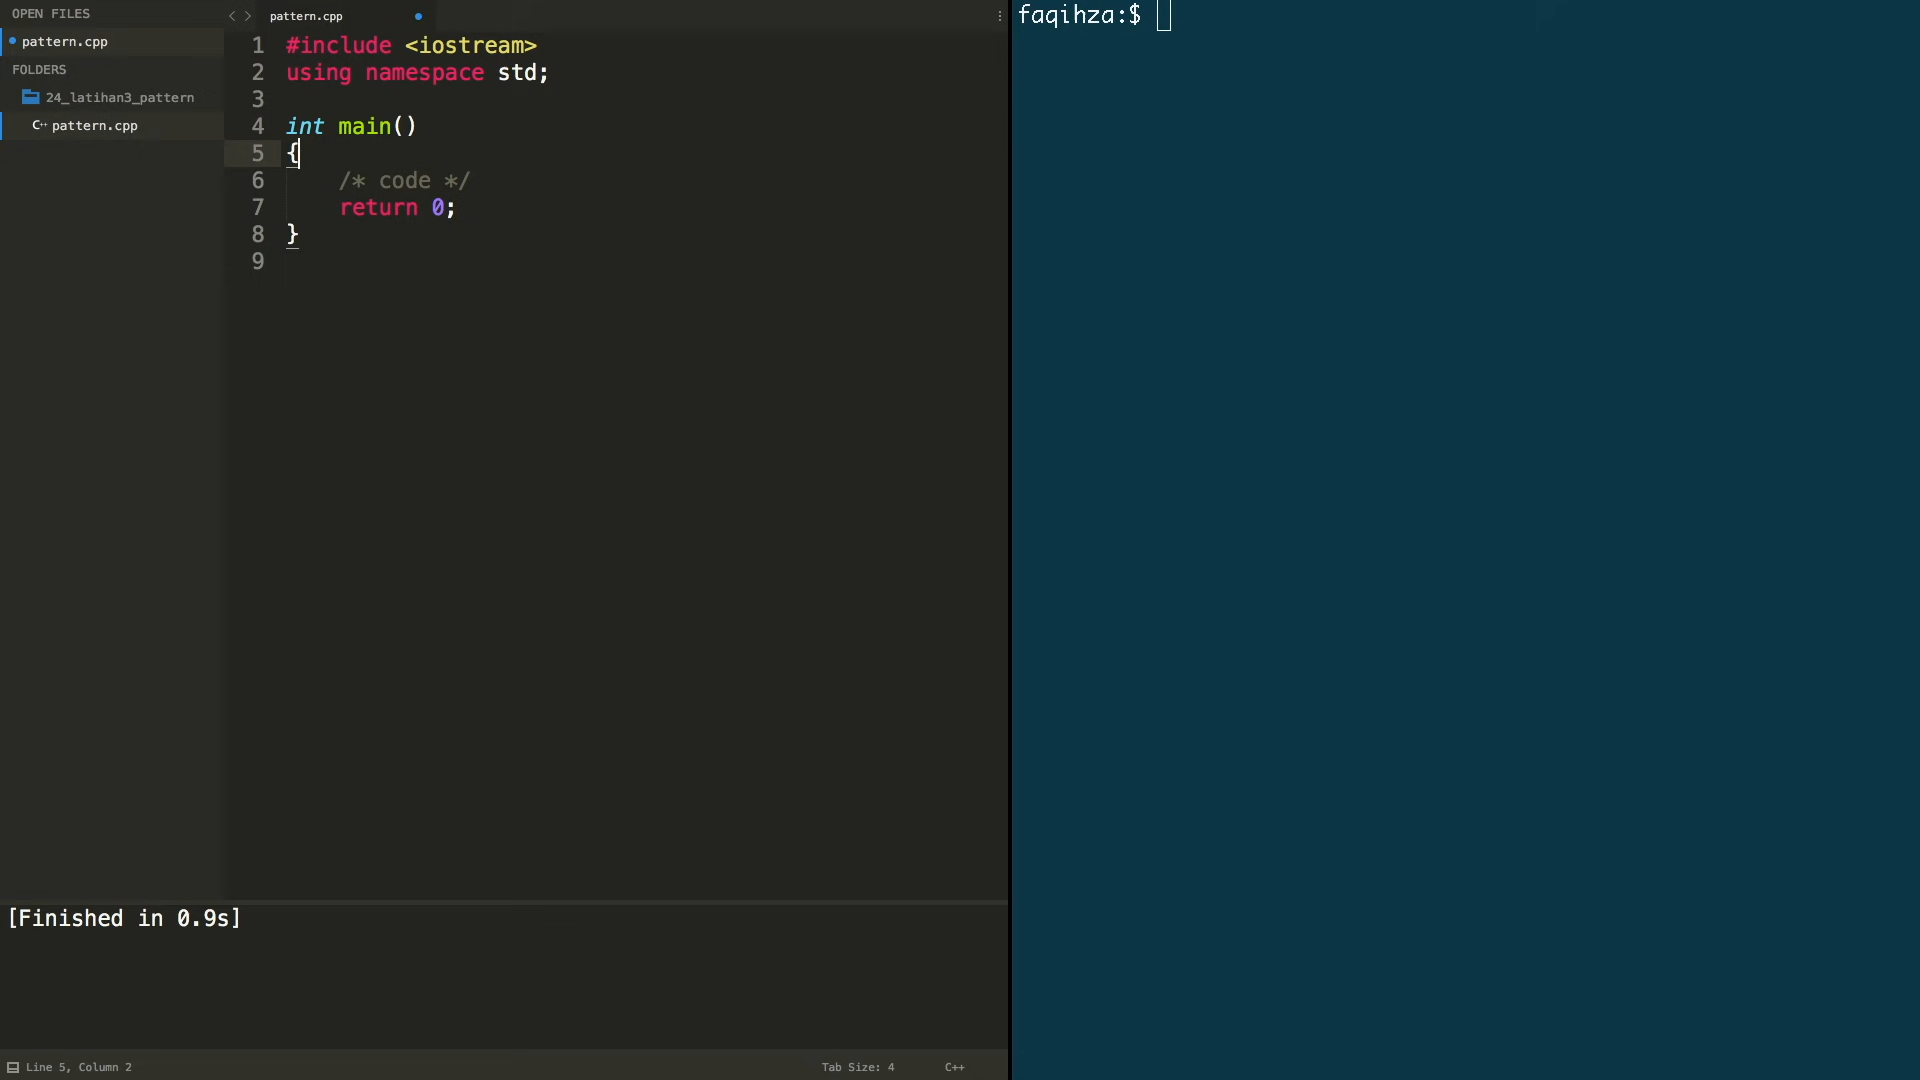 OPEN FILES
pattern.cpp
FOLDERS
24_latihan3_pattern
C++ pattern.cpp
pattern.cpp
1 #include <iostream>
2 using namespace std;
3
4 int main()
5 {
6 /* code */
7 return 0;
8 }
9
[Finished in 0.9s]
Line 5, Column 2
Tab Size: 4
C++
faqihza:$